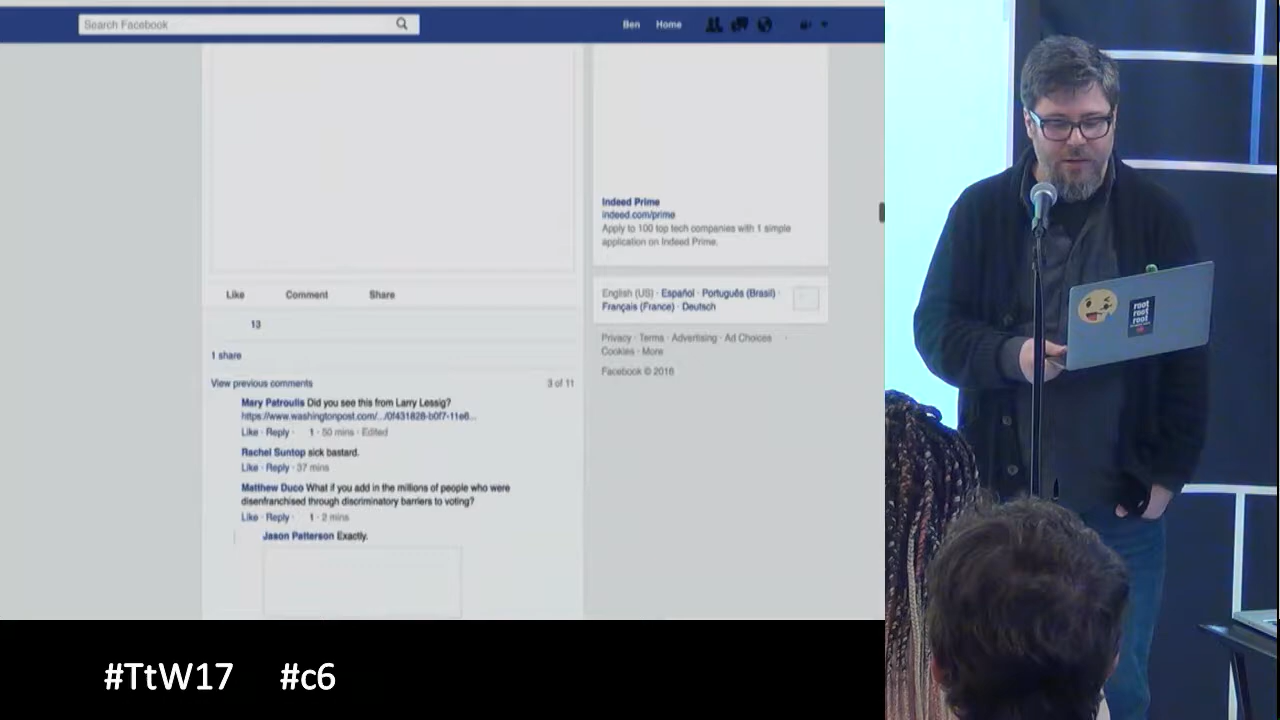 Search Facebook
Ben Home
Indeed Prime
indeed.com/prime
Apply to 100 top tech companies with 1 simple
application on Indeed Prime.
English (US) · Español · Português (Brasil) ·
Français (France) · Deutsch
Privacy · Terms · Advertising · Ad Choices ·
Cookies · More
Facebook © 2016
Like Comment Share
13
1 share
View previous comments 3 of 11
Mary Patroulis Did you see this from Larry Lessig?
https://www.washingtonpost.com/.../0f431828-b0f7-11e6...
Like · Reply · 1 · 50 mins · Edited
Rachel Suntop sick bastard.
Like · Reply · 37 mins
Matthew Duco What if you add in the millions of people who were
disenfranchised through discriminatory barriers to voting?
Like · Reply · 1 · 2 mins
Jason Patterson Exactly.
root
root
root
#TtW17 #c6